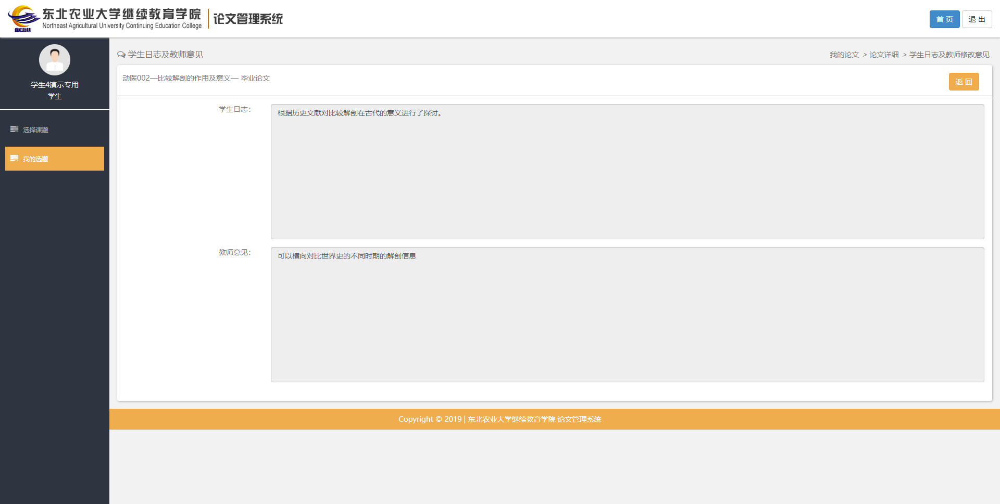 东北农业大学继续教育学院
Northeast Agricultural University Continuing Education College
NEAU
论文管理系统
首 页
退 出
学生4演示专用
学生
选择课题
我的选题
学生日志及教师意见
我的论文 > 论文详细 > 学生日志及教师修改意见
动医002—比较解剖的作用及意义— 毕业论文
返 回
学生日志：
根据历史文献对比较解剖在古代的意义进行了探讨。
教师意见：
可以横向对比世界史的不同时期的解剖信息
Copyright © 2019 | 东北农业大学继续教育学院 论文管理系统